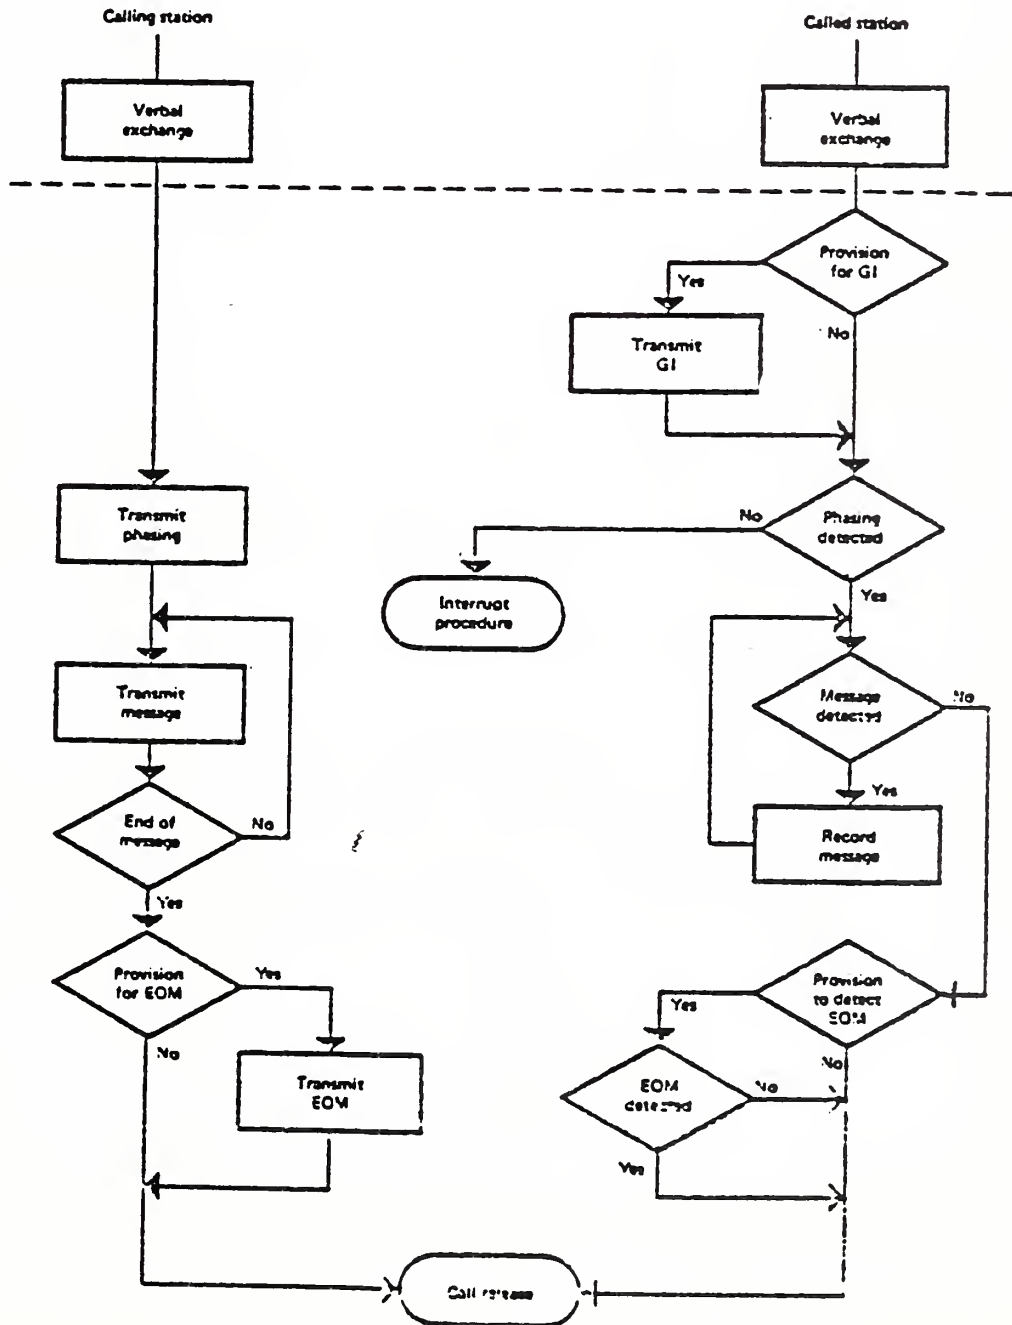 Calling station
Called station
Verbal
exchange
Verbal
exchange
Provision
for GI
Yes
No
Transmit
GI
Transmit
phasing
No
Phasing
detected
Interrupt
procedure
Yes
Transmit
message
Message
detected
No
Yes
End of
message
No
Record
message
Yes
Provision
for EOM
Yes
Provision
to detect
EOM
Yes
No
No
Transmit
EOM
EOM
detected
No
Yes
Call release